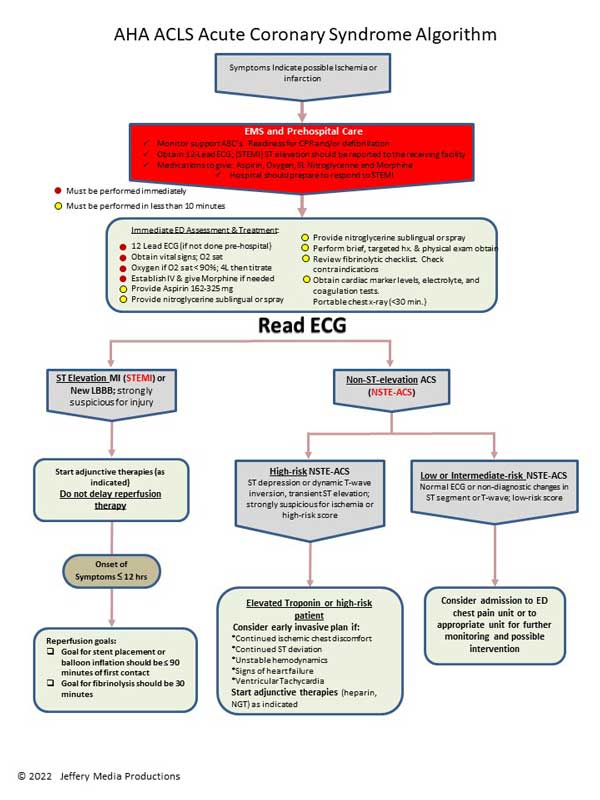 AHA ACLS Acute Coronary Syndrome Algorithm
Symptoms Indicate possible Ischemia or
infarction
EMS and Prehospital Care
✓ Monitor support ABC's. Readiness for CPR and/or defibrillation
✓ Obtain 12-Lead ECG; (STEMI) ST elevation should be reported to the receiving facility
✓ Medications to give: Aspirin, Oxygen, SL Nitroglycerine and Morphine
✓ Hospital should prepare to respond to STEMI
Must be performed immediately
Must be performed in less than 10 minutes
Immediate ED Assessment & Treatment:
12 Lead ECG (if not done pre-hospital)
Obtain vital signs; O2 sat
Oxygen if O2 sat < 90%; 4L then titrate
Establish IV & give Morphine if needed
Provide Aspirin 162-325 mg
Provide nitroglycerine sublingual or spray
Provide nitroglycerine sublingual or spray
Perform brief, targeted hx. & physical exam obtain
Review fibrinolytic checklist. Check
contraindications
Obtain cardiac marker levels, electrolyte, and
coagulation tests.
Portable chest x-ray (<30 min.)
Read ECG
ST Elevation MI (STEMI) or
New LBBB; strongly
suspicious for injury
Non-ST-elevation ACS
(NSTE-ACS)
Start adjunctive therapies (as
indicated)
Do not delay reperfusion
therapy
High-risk NSTE-ACS
ST depression or dynamic T-wave
inversion, transient ST elevation;
strongly suspicious for ischemia or
high-risk score
Low or Intermediate-risk NSTE-ACS
Normal ECG or non-diagnostic changes in
ST segment or T-wave; low-risk score
Onset of
Symptoms ≤ 12 hrs
Reperfusion goals:
❑ Goal for stent placement or
balloon inflation should be ≤ 90
minutes of first contact
❑ Goal for fibrinolysis should be 30
minutes
Elevated Troponin or high-risk
patient
Consider early invasive plan if:
*Continued ischemic chest discomfort
*Continued ST deviation
*Unstable hemodynamics
*Signs of heart failure
*Ventricular Tachycardia
Start adjunctive therapies (heparin,
NGT) as indicated
Consider admission to ED
chest pain unit or to
appropriate unit for further
monitoring and possible
intervention
© 2022 Jeffery Media Productions